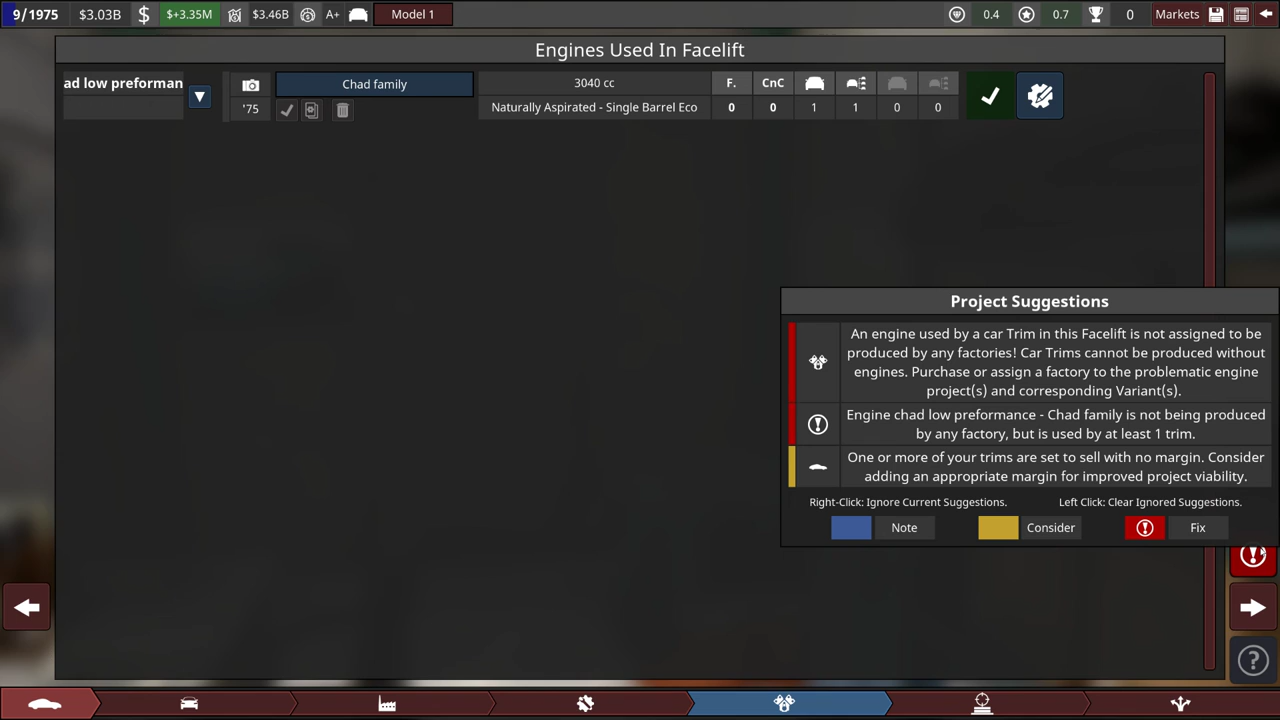 9/1975 $3.03B $ $+3.35M $3.46B A+ Model 1 0.4 0.7 0 Markets
Engines Used In Facelift
ad low preforman Chad family 3040 cc F. CnC
'75 Naturally Aspirated - Single Barrel Eco 0 0 1 1 0 0
Project Suggestions
An engine used by a car Trim in this Facelift is not assigned to be
produced by any factories! Car Trims cannot be produced without
engines. Purchase or assign a factory to the problematic engine
project(s) and corresponding Variant(s).
Engine chad low preformance - Chad family is not being produced
by any factory, but is used by at least 1 trim.
One or more of your trims are set to sell with no margin. Consider
adding an appropriate margin for improved project viability.
Right-Click: Ignore Current Suggestions. Left Click: Clear Ignored Suggestions.
Note Consider Fix